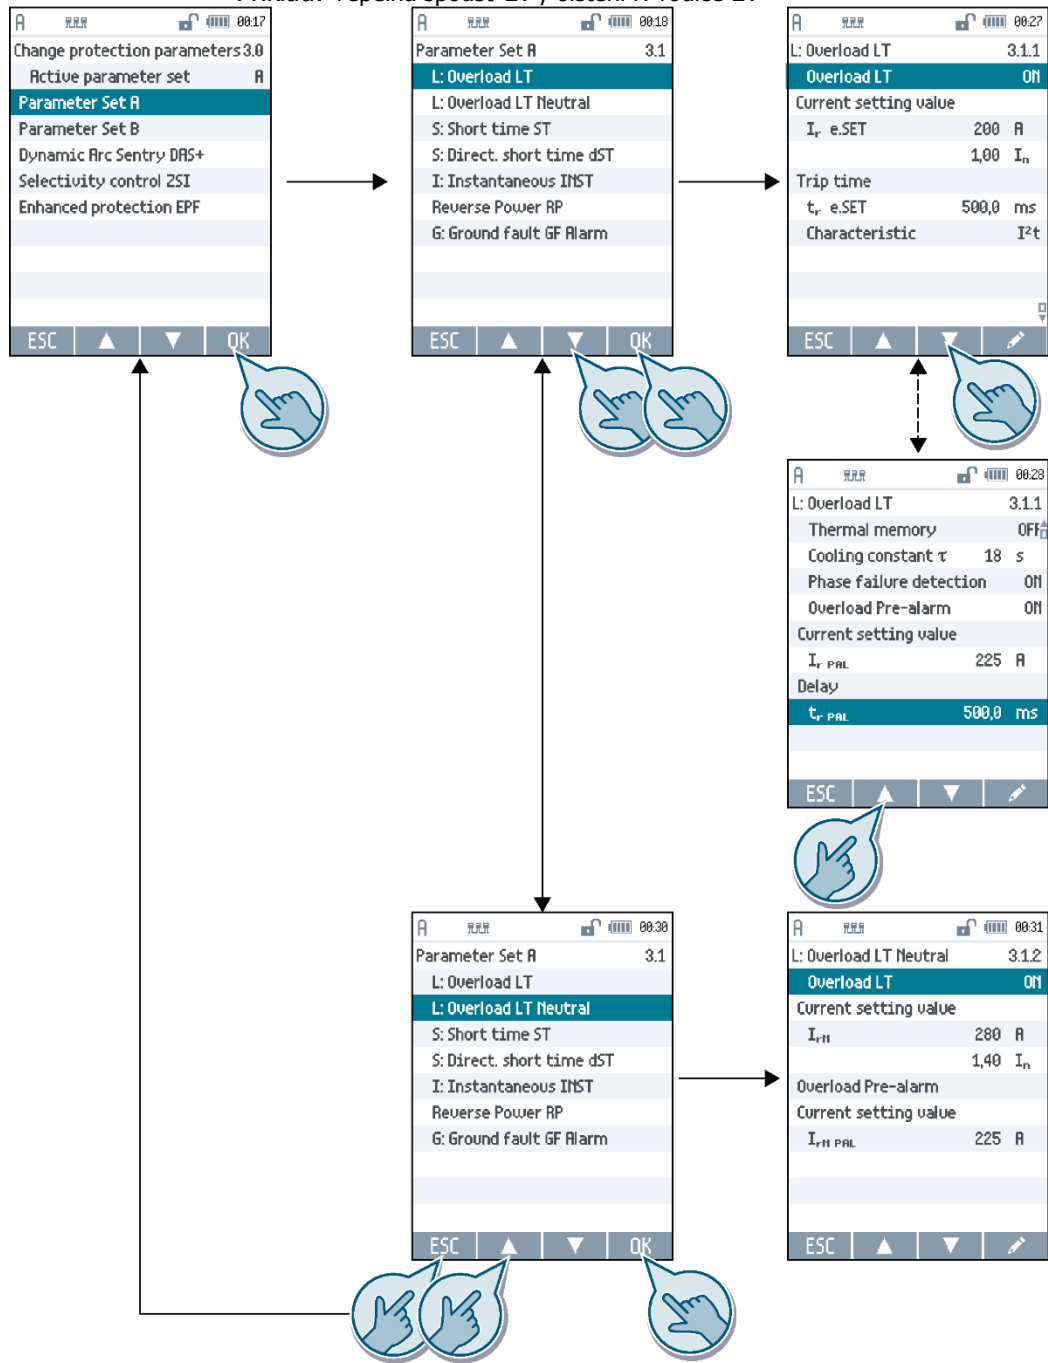 A 00:17
Change protection parameters 3.0
Active parameter set A
Parameter Set A
Parameter Set B
Dynamic Arc Sentry DAS+
Selectivity control ZSI
Enhanced protection EPF
ESC OK
A 00:18
Parameter Set A 3.1
L: Overload LT
L: Overload LT Neutral
S: Short time ST
S: Direct. short time dST
I: Instantaneous INST
Reverse Power RP
G: Ground fault GF Alarm
ESC OK
A 00:27
L: Overload LT 3.1.1
Overload LT ON
Current setting value
Ir e.SET 200 A
1,00 In
Trip time
tr e.SET 500,0 ms
Characteristic I²t
ESC
A 00:28
L: Overload LT 3.1.1
Thermal memory OFF
Cooling constant τ 18 s
Phase failure detection ON
Overload Pre-alarm ON
Current setting value
Ir PAL 225 A
Delay
tr PAL 500,0 ms
ESC
A 00:30
Parameter Set A 3.1
L: Overload LT
L: Overload LT Neutral
S: Short time ST
S: Direct. short time dST
I: Instantaneous INST
Reverse Power RP
G: Ground fault GF Alarm
ESC OK
A 00:31
L: Overload LT Neutral 3.1.2
Overload LT ON
Current setting value
IrN 280 A
1,40 In
Overload Pre-alarm
Current setting value
IrN PAL 225 A
ESC